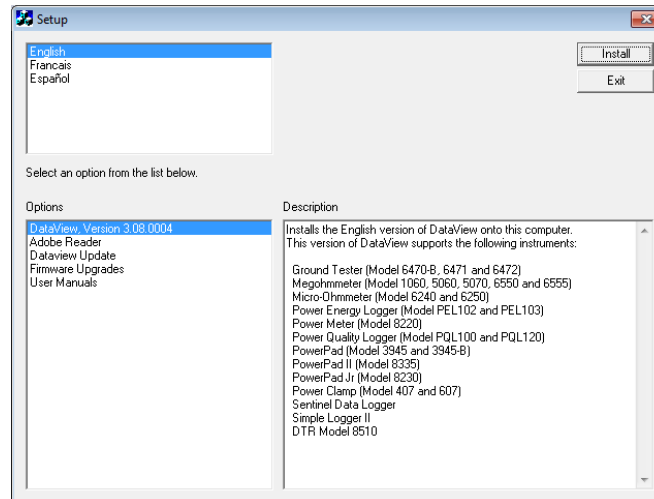 Setup
English
Francais
Español
Install
Exit
Select an option from the list below.
Options
DataView, Version 3.08.0004
Adobe Reader
Dataview Update
Firmware Upgrades
User Manuals
Description
Installs the English version of DataView onto this computer.
This version of DataView supports the following instruments:
Ground Tester (Model 6470-B, 6471 and 6472)
Megohmmeter (Model 1060, 5060, 5070, 6550 and 6555)
Micro-Ohmmeter (Model 6240 and 6250)
Power Energy Logger (Model PEL102 and PEL103)
Power Meter (Model 8220)
Power Quality Logger (Model PQL100 and PQL120)
PowerPad (Model 3945 and 3945-B)
PowerPad II (Model 8335)
PowerPad Jr (Model 8230)
Power Clamp (Model 407 and 607)
Sentinel Data Logger
Simple Logger II
DTR Model 8510